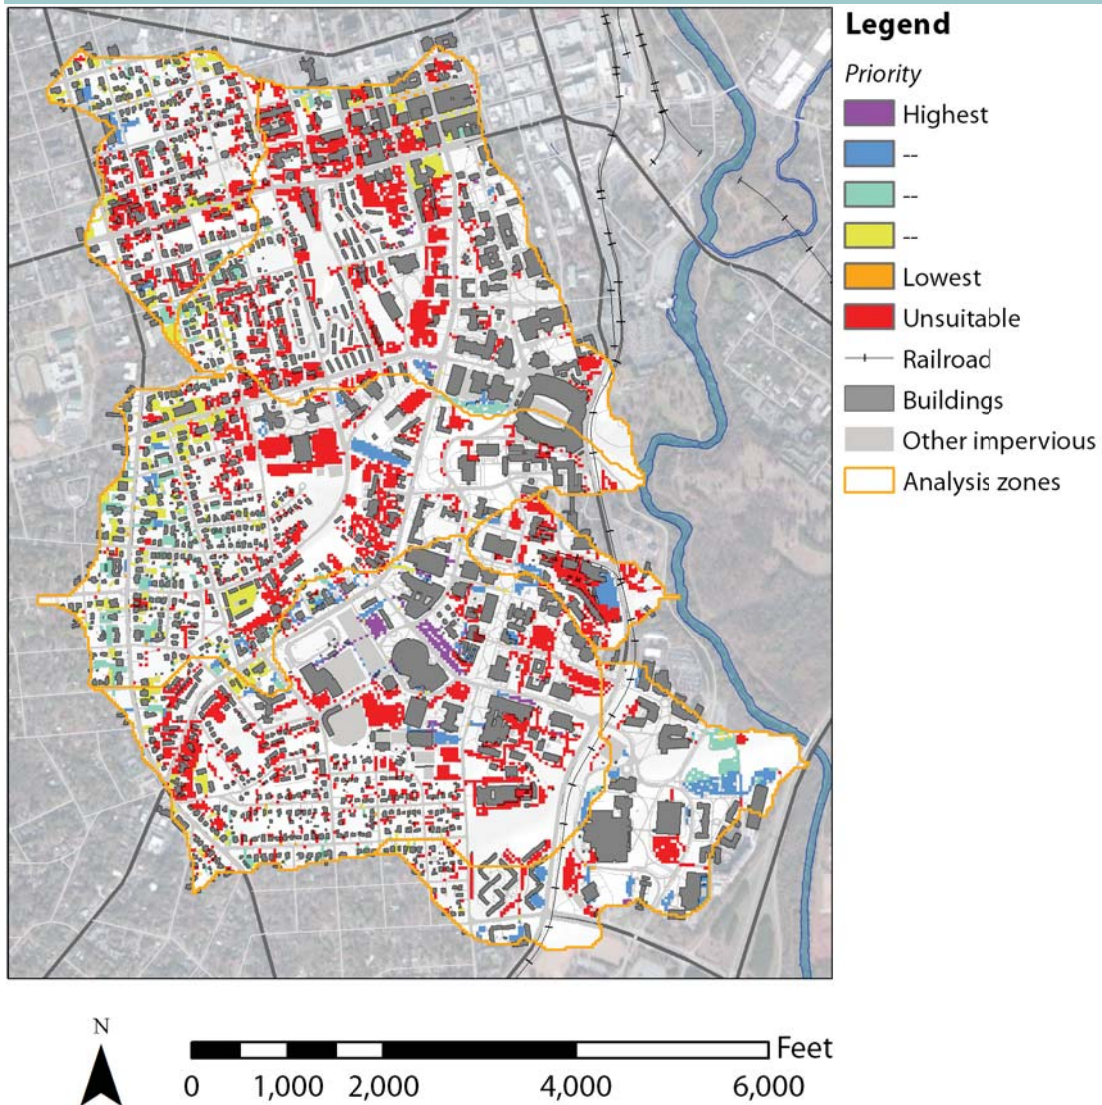 Legend
Priority
Highest
--
--
--
Lowest
Unsuitable
Railroad
Buildings
Other impervious
Analysis zones
N
Feet
0 1,000 2,000 4,000 6,000